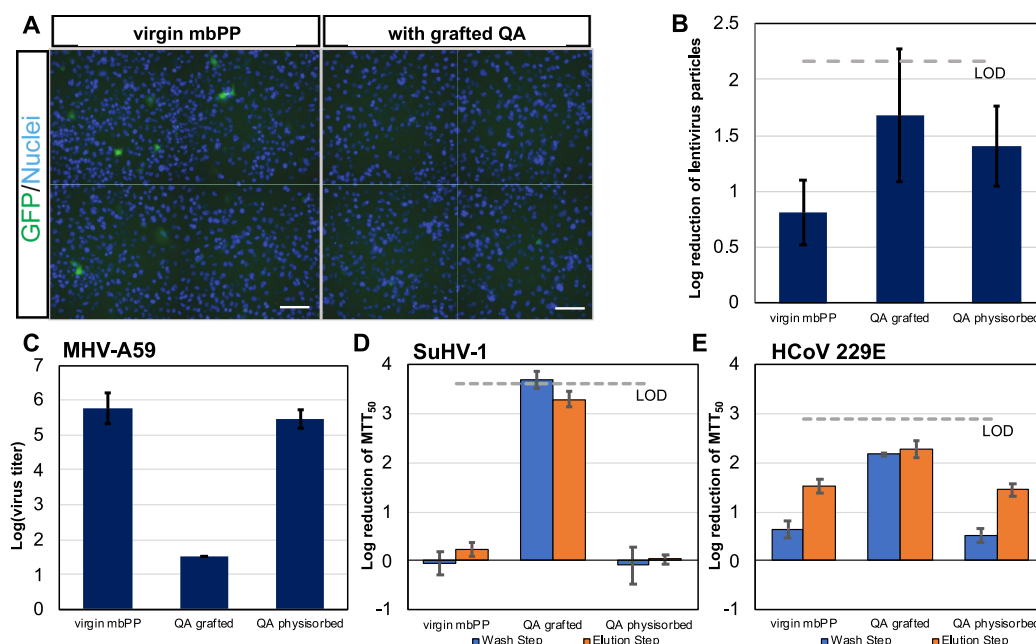 A
virgin mbPP
with grafted QA
GFP/Nuclei
B
Log reduction of lentivirus particles
2.5
2
1.5
1
0.5
0
LOD
virgin mbPP
QA grafted
QA physisorbed
C
MHV-A59
Log(virus titer)
7
6
5
4
3
2
1
0
virgin mbPP
QA grafted
QA physisorbed
D
SuHV-1
Log reduction of MTT50
4
3
2
1
0
-1
LOD
virgin mbPP
QA grafted
QA physisorbed
Wash Step
Elution Step
E
HCoV 229E
Log reduction of MTT50
4
3
2
1
0
-1
LOD
virgin mbPP
QA grafted
QA physisorbed
Wash Step
Elution Step